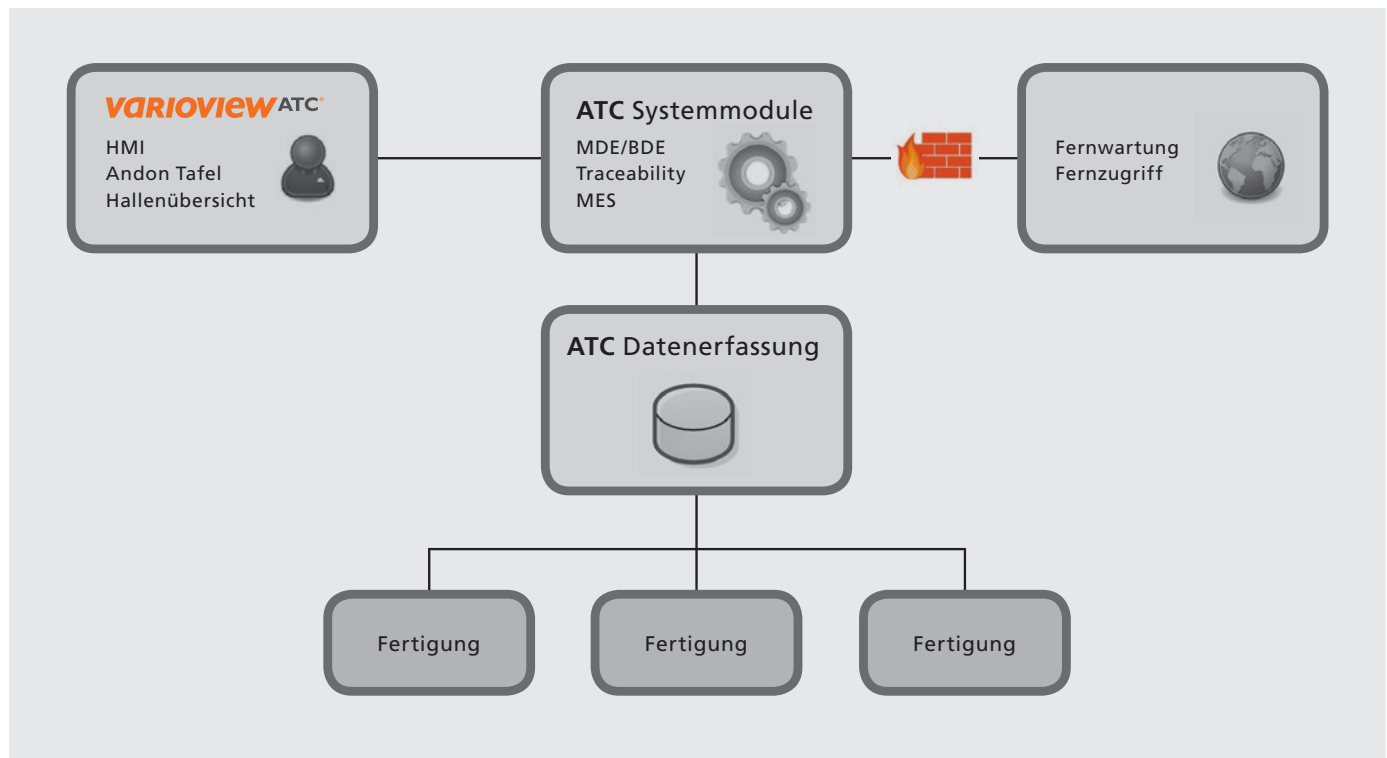 VARIOVIEW ATC
HMI
Andon Tafel
Hallenübersicht
ATC Systemmodule
MDE/BDE
Traceability
MES
Fernwartung
Fernzugriff
ATC Datenerfassung
Fertigung
Fertigung
Fertigung